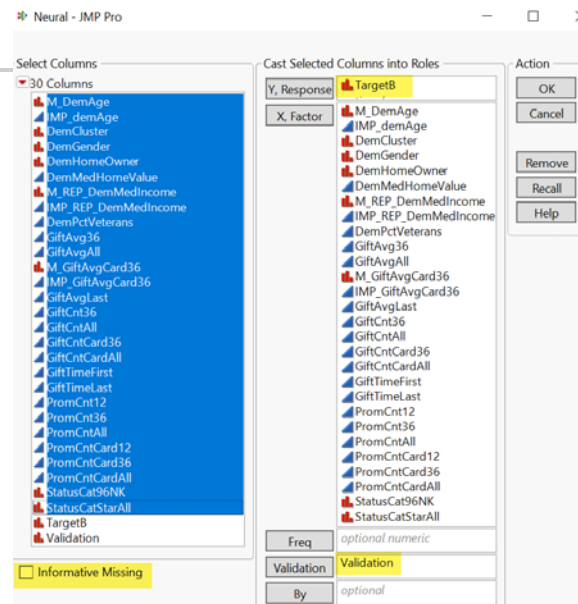 Neural - JMP Pro
Select Columns
30 Columns
M_DemAge
IMP_demAge
DemCluster
DemGender
DemHomeOwner
DemMedHomeValue
M_REP_DemMedIncome
IMP_REP_DemMedIncome
DemPctVeterans
GiftAvg36
GiftAvgAll
M_GiftAvgCard36
IMP_GiftAvgCard36
GiftAvgLast
GiftCnt36
GiftCntAll
GiftCntCard36
GiftCntCardAll
GiftTimeFirst
GiftTimeLast
PromCnt12
PromCnt36
PromCntAll
PromCntCard12
PromCntCard36
PromCntCardAll
StatusCat96NK
StatusCatStarAll
TargetB
Validation
Informative Missing
Cast Selected Columns into Roles
Y, Response
TargetB
X, Factor
M_DemAge
IMP_demAge
DemCluster
DemGender
DemHomeOwner
DemMedHomeValue
M_REP_DemMedIncome
IMP_REP_DemMedIncome
DemPctVeterans
GiftAvg36
GiftAvgAll
M_GiftAvgCard36
IMP_GiftAvgCard36
GiftAvgLast
GiftCnt36
GiftCntAll
GiftCntCard36
GiftCntCardAll
GiftTimeFirst
GiftTimeLast
PromCnt12
PromCnt36
PromCntAll
PromCntCard12
PromCntCard36
PromCntCardAll
StatusCat96NK
StatusCatStarAll
Freq
optional numeric
Validation
Validation
By
optional
Action
OK
Cancel
Remove
Recall
Help